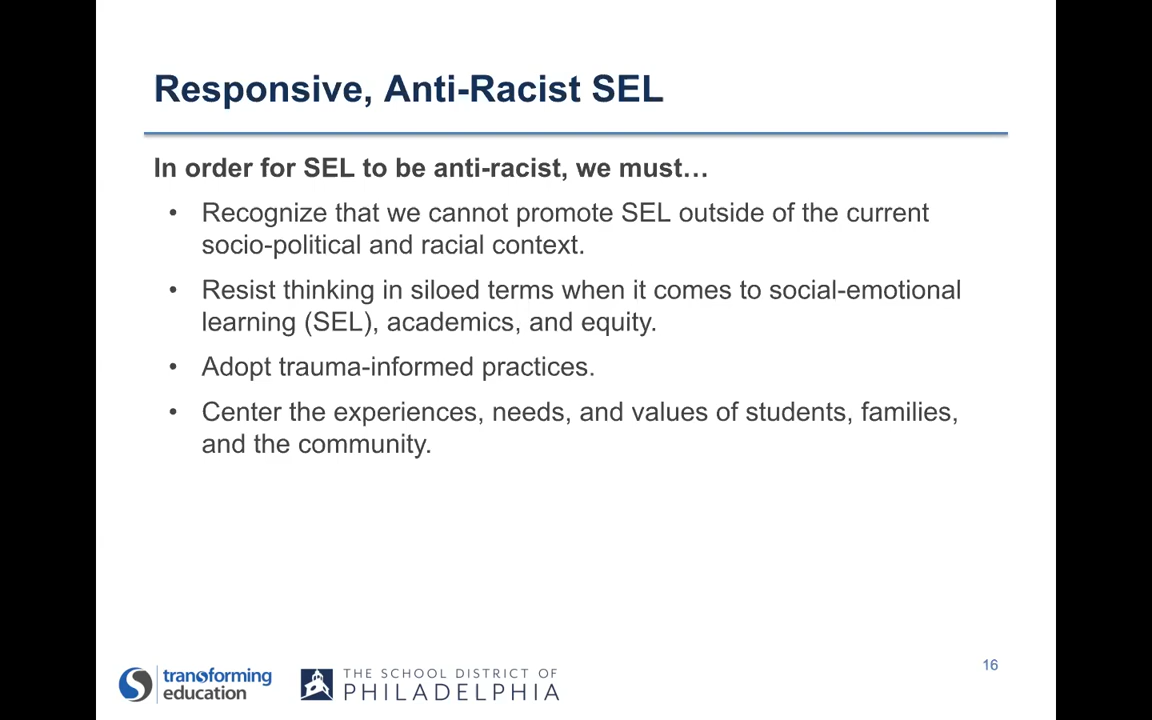 Responsive, Anti-Racist SEL
In order for SEL to be anti-racist, we must…
• Recognize that we cannot promote SEL outside of the current
socio-political and racial context.
• Resist thinking in siloed terms when it comes to social-emotional
learning (SEL), academics, and equity.
• Adopt trauma-informed practices.
• Center the experiences, needs, and values of students, families,
and the community.
transforming
education
THE SCHOOL DISTRICT OF
PHILADELPHIA
16